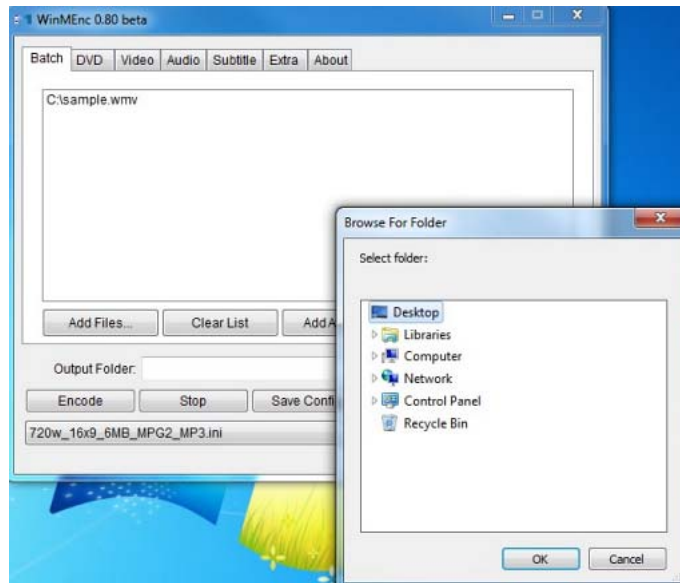 WinMEnc 0.80 beta
Batch DVD Video Audio Subtitle Extra About
C:\sample.wmv
Add Files... Clear List Add A
Output Folder:
Encode Stop Save Confi
720w_16x9_6MB_MPG2_MP3.ini
Browse For Folder
Select folder:
Desktop
Libraries
Computer
Network
Control Panel
Recycle Bin
OK Cancel